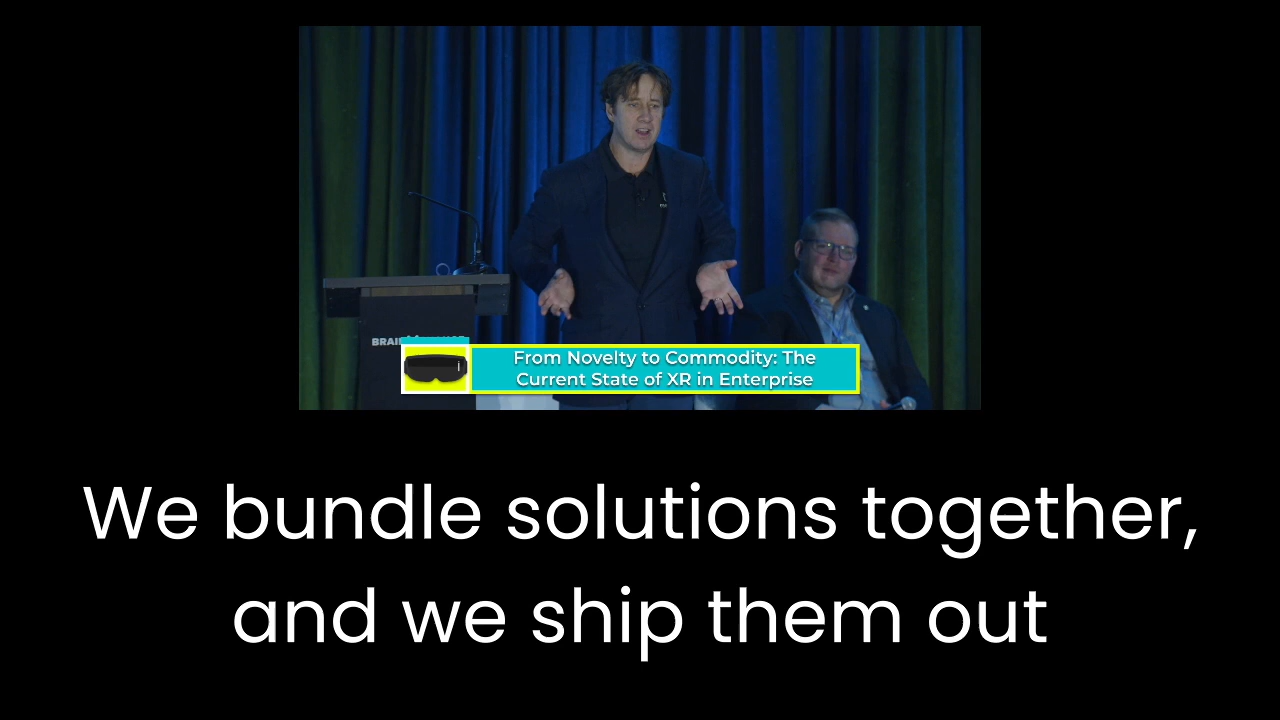 From Novelty to Commodity: The
Current State of XR in Enterprise
We bundle solutions together,
and we ship them out